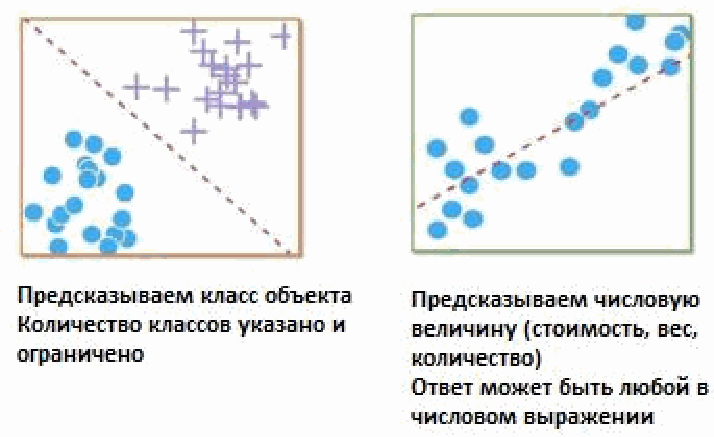 Предсказываем класс объекта
Количество классов указано и
ограничено
Предсказываем числовую
величину (стоимость, вес,
количество)
Ответ может быть любой в
числовом выражении